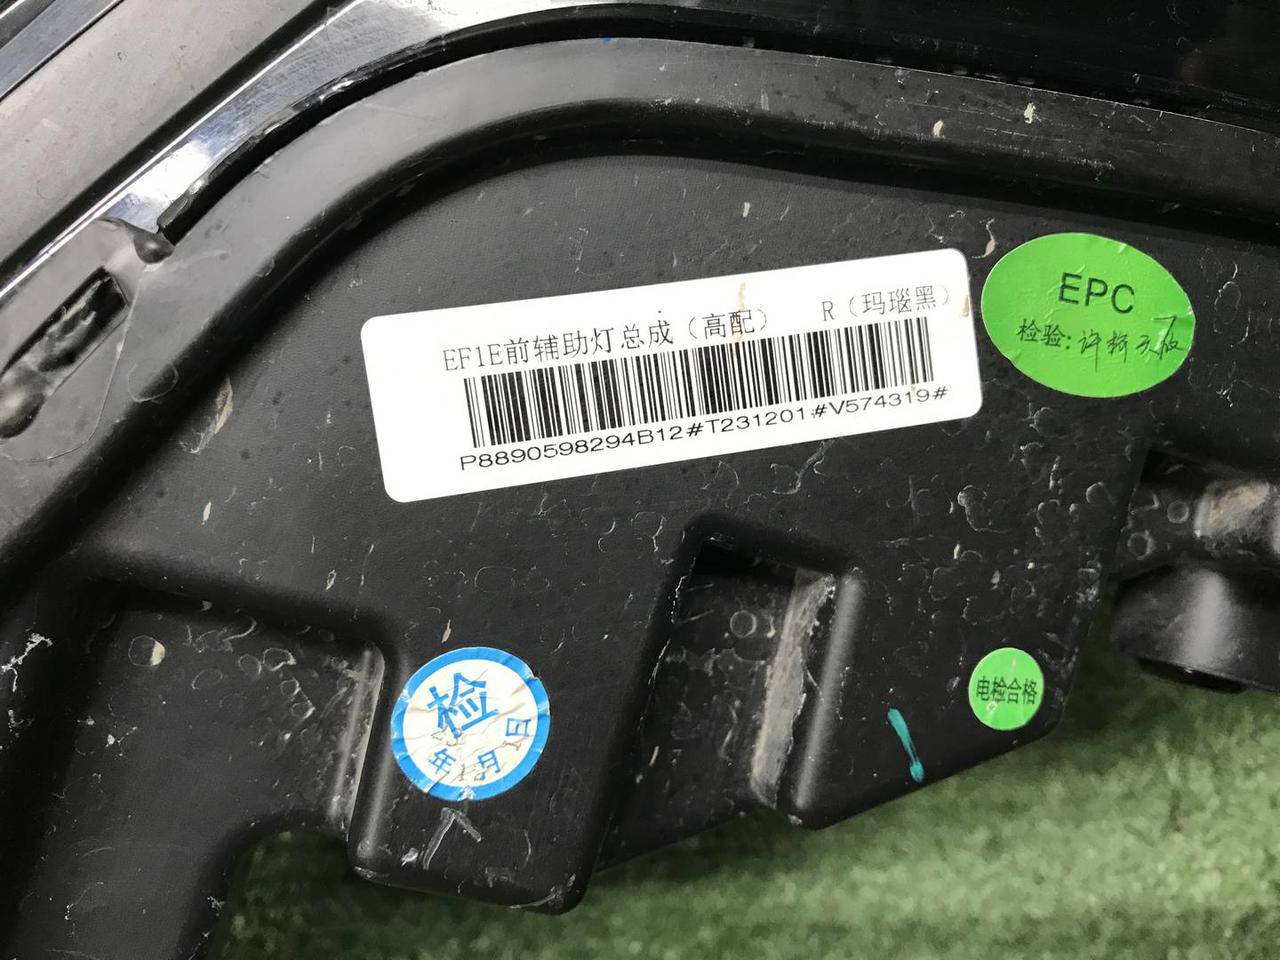 EF1E前辅助灯总成（高配） R（玛瑙黑）
P8890598294B12#T231201#V574319#
EPC
检验:
检
年 月 日
电检合格